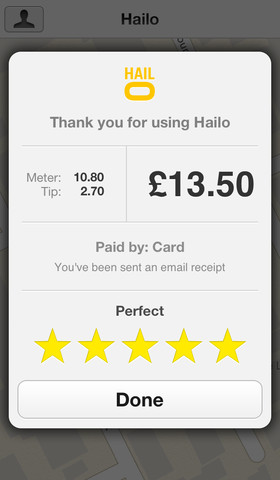 Hailo
HAIL
O
Thank you for using Hailo
Meter: 10.80
Tip: 2.70
£13.50
Paid by: Card
You've been sent an email receipt
Perfect
Done